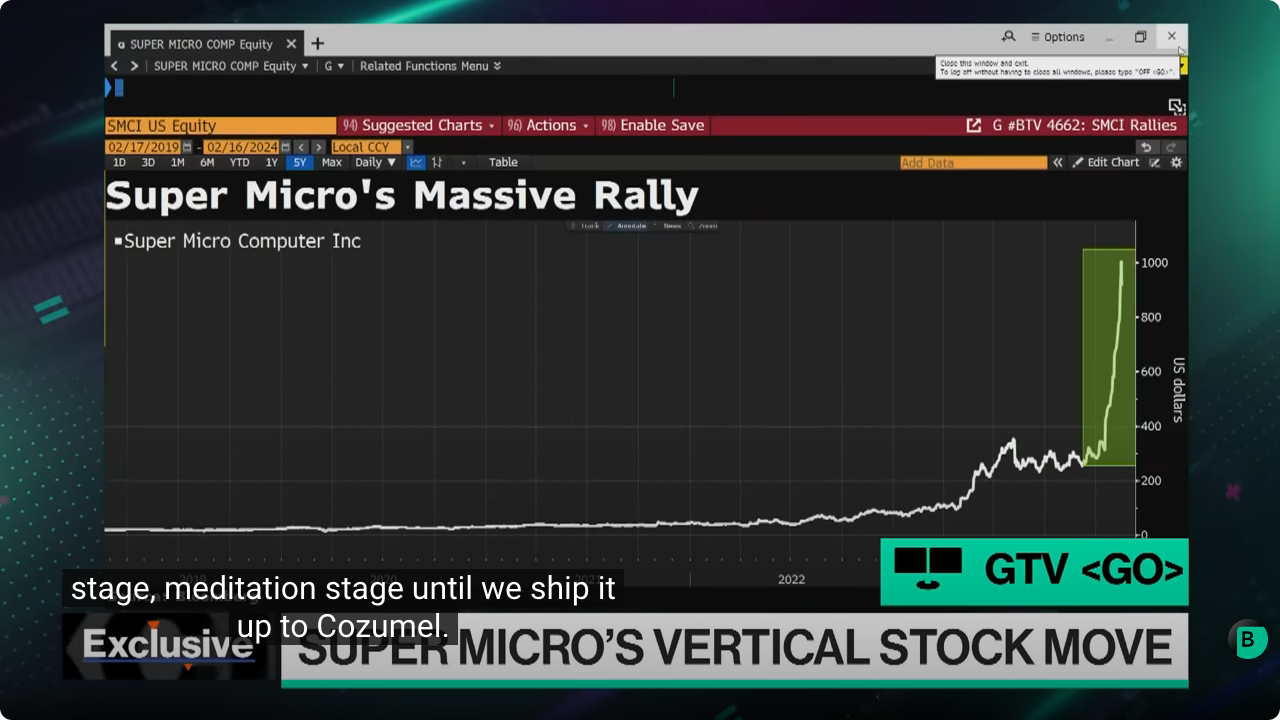 SUPER MICRO COMP Equity × +
Options _ ×
< > SUPER MICRO COMP Equity ▾ G ▾ Related Functions Menu
Close this window and exit.
To log off without having to close all windows, please type "OFF <GO>".
SMCI US Equity 94) Suggested Charts 96) Actions 98) Enable Save G #BTV 4662: SMCI Rallies
02/17/2019 - 02/16/2024 < > Local CCY
1D 3D 1M 6M YTD 1Y 5Y Max Daily ▼ Table Add Data « Edit Chart
Super Micro's Massive Rally
Track Annotate News Zoom
Super Micro Computer Inc
1000
800
600
400
200
0
US dollars
2019 2020 2021 2022
GTV <GO>
stage, meditation stage until we ship it
up to Cozumel.
Exclusive
SUPER MICRO'S VERTICAL STOCK MOVE
B